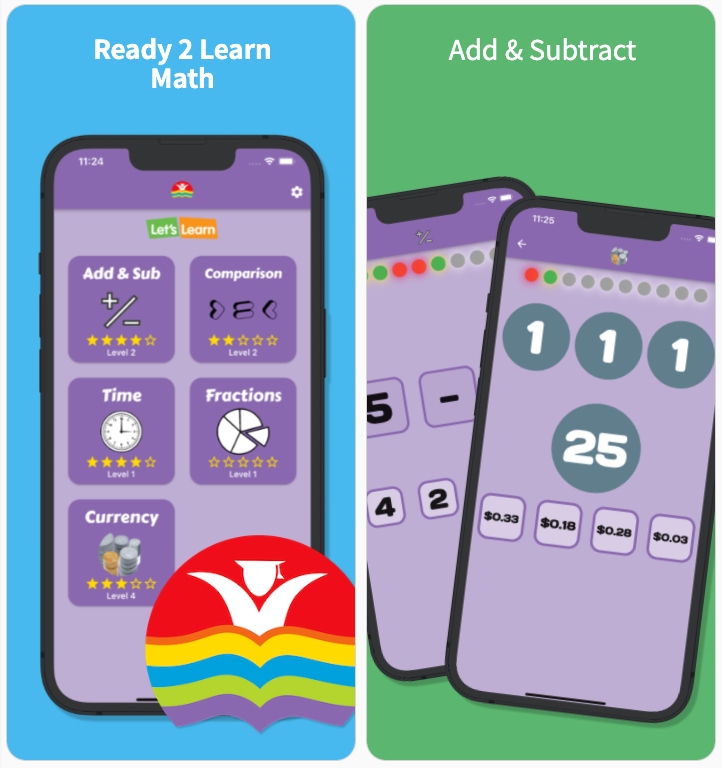 Ready 2 Learn
Math
11:24
Let's Learn
Add & Sub
Level 2
Comparison
Level 2
Time
Level 1
Fractions
Level 1
Currency
Level 4
Add & Subtract
+/-
5 -
4 2
11:25
1 1 1
25
$0.33 $0.18 $0.28 $0.03